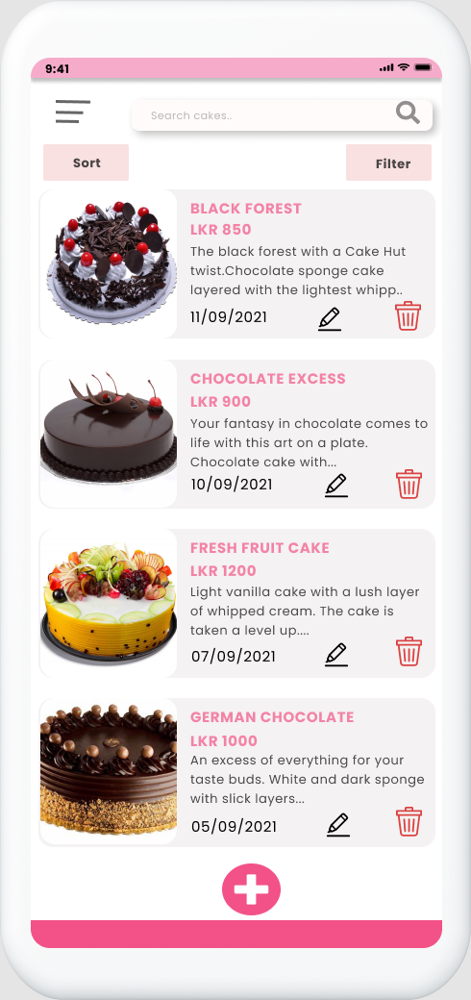 9:41
Search cakes..
Sort
Filter
BLACK FOREST
LKR 850
The black forest with a Cake Hut
twist.Chocolate sponge cake
layered with the lightest whipp..
11/09/2021
CHOCOLATE EXCESS
LKR 900
Your fantasy in chocolate comes to
life with this art on a plate.
Chocolate cake with...
10/09/2021
FRESH FRUIT CAKE
LKR 1200
Light vanilla cake with a lush layer
of whipped cream. The cake is
taken a level up....
07/09/2021
GERMAN CHOCOLATE
LKR 1000
An excess of everything for your
taste buds. White and dark sponge
with slick layers...
05/09/2021